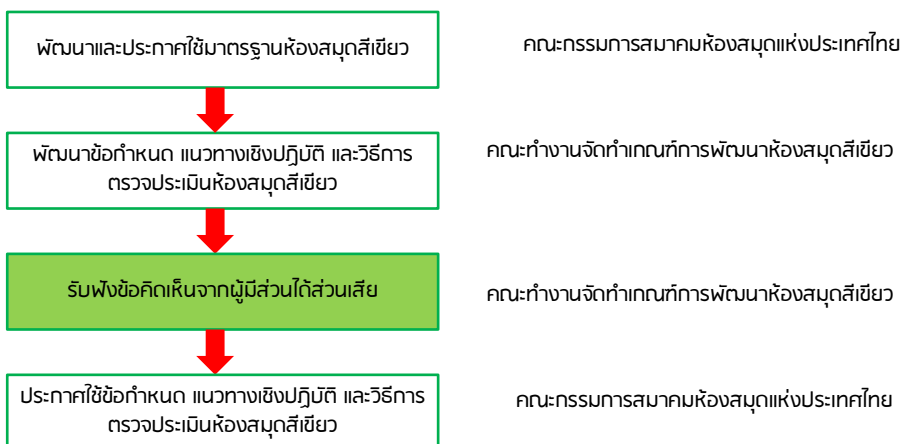 พัฒนาและประกาศใช้มาตรฐานห้องสมุดสีเขียว
คณะกรรมการสมาคมห้องสมุดแห่งประเทศไทย
พัฒนาข้อกำหนด แนวทางเชิงปฏิบัติ และวิธีการ
ตรวจประเมินห้องสมุดสีเขียว
คณะทำงานจัดทำเกณฑ์การพัฒนาห้องสมุดสีเขียว
รับฟังข้อคิดเห็นจากผู้มีส่วนได้ส่วนเสีย
คณะทำงานจัดทำเกณฑ์การพัฒนาห้องสมุดสีเขียว
ประกาศใช้ข้อกำหนด แนวทางเชิงปฏิบัติ และวิธีการ
ตรวจประเมินห้องสมุดสีเขียว
คณะกรรมการสมาคมห้องสมุดแห่งประเทศไทย